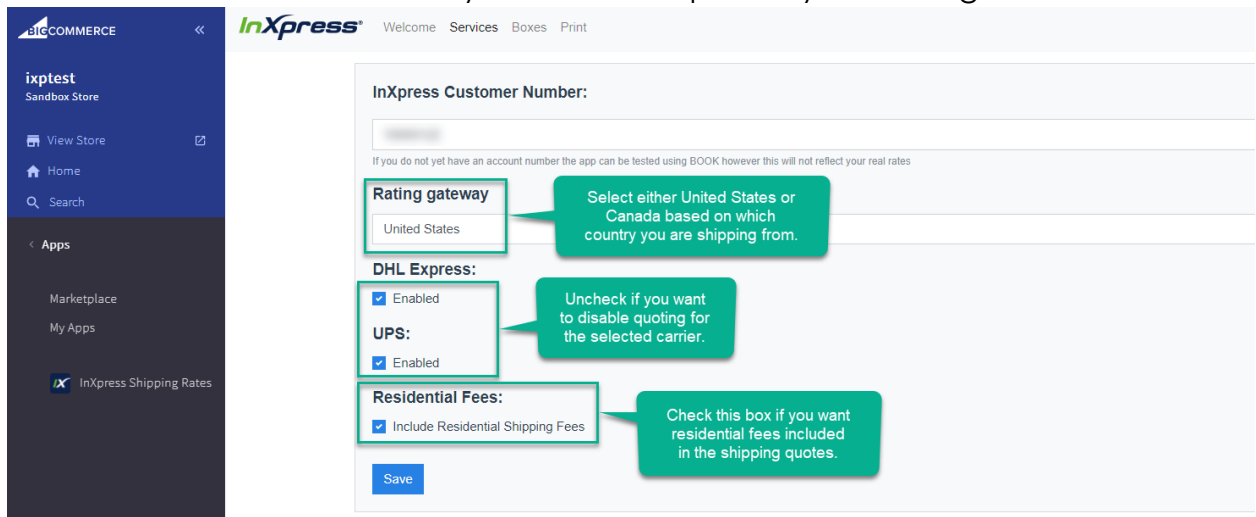 BIGCOMMERCE «
InXpress® Welcome Services Boxes Print
ixptest
Sandbox Store
View Store
Home
Search
< Apps
Marketplace
My Apps
InXpress Shipping Rates
InXpress Customer Number:
If you do not yet have an account number the app can be tested using BOOK however this will not reflect your real rates
Rating gateway
United States
Select either United States or
Canada based on which
country you are shipping from.
DHL Express:
Enabled
UPS:
Enabled
Uncheck if you want
to disable quoting for
the selected carrier.
Residential Fees:
Include Residential Shipping Fees
Check this box if you want
residential fees included
in the shipping quotes.
Save